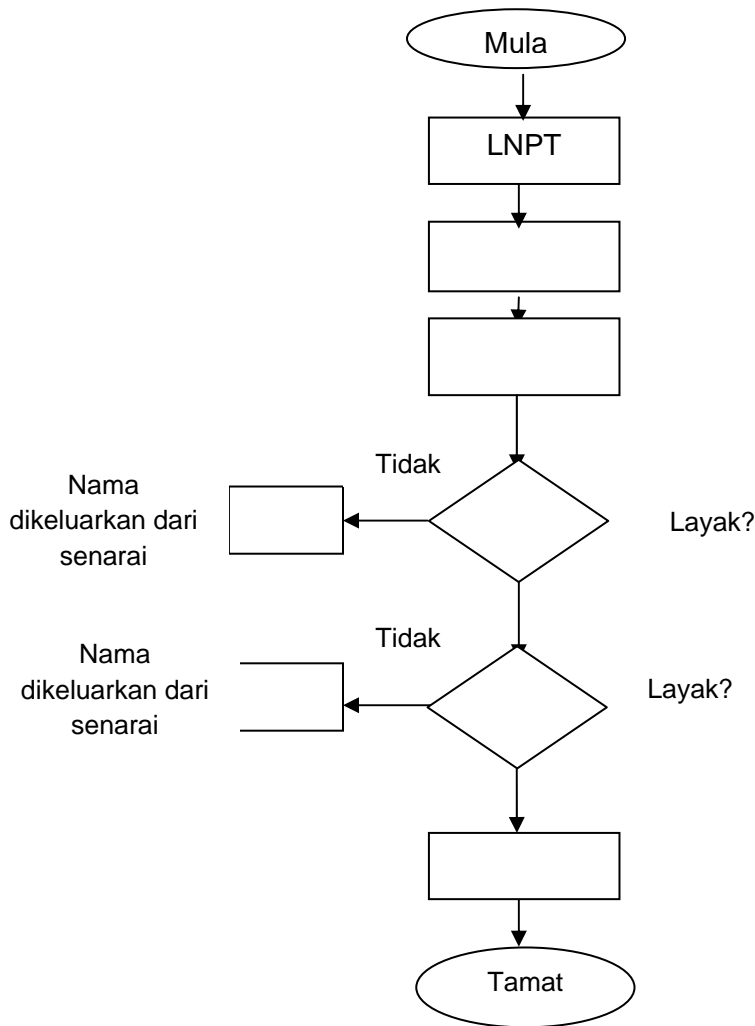 Mula
LNPT
Tidak
Nama
dikeluarkan dari
senarai
Layak?
Tidak
Nama
dikeluarkan dari
senarai
Layak?
Tamat